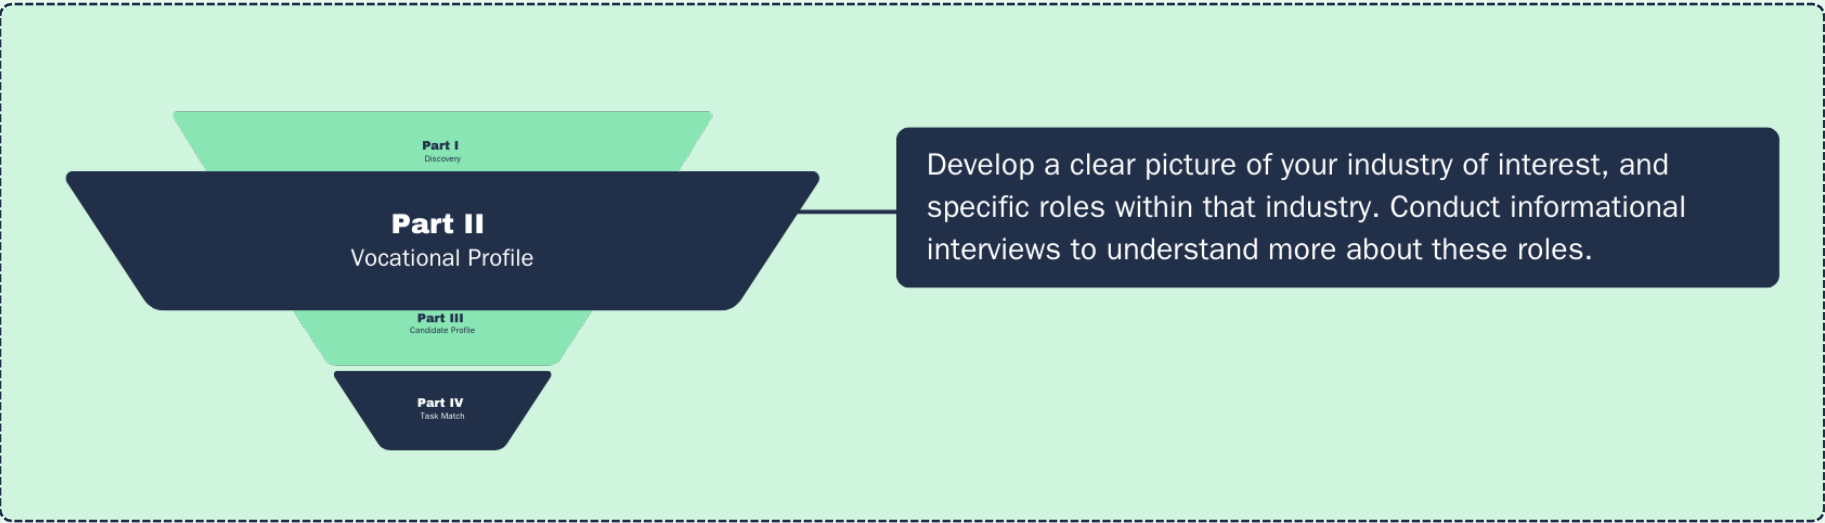 Part I
Discovery
Part II
Vocational Profile
Part III
Candidate Profile
Part IV
Task Match
Develop a clear picture of your industry of interest, and
specific roles within that industry. Conduct informational
interviews to understand more about these roles.